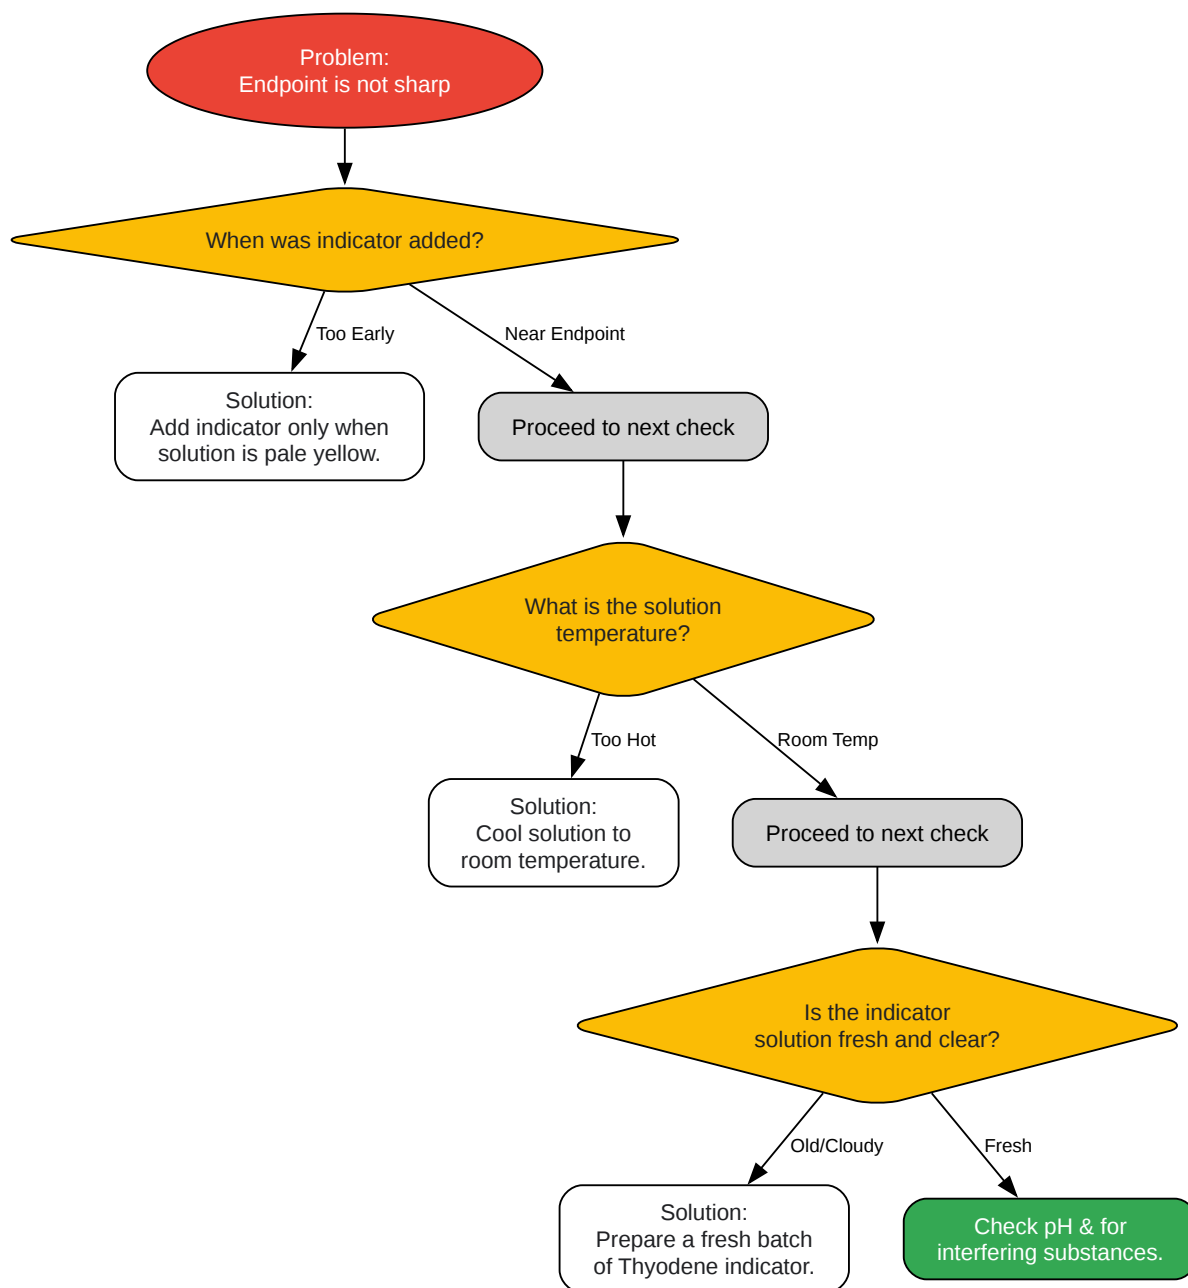 Problem:
Endpoint is not sharp
When was indicator added?
Too Early
Near Endpoint
Solution:
Add indicator only when
solution is pale yellow.
Proceed to next check
What is the solution
temperature?
Too Hot
Room Temp
Solution:
Cool solution to
room temperature.
Proceed to next check
Is the indicator
solution fresh and clear?
Old/Cloudy
Fresh
Solution:
Prepare a fresh batch
of Thyodene indicator.
Check pH & for
interfering substances.